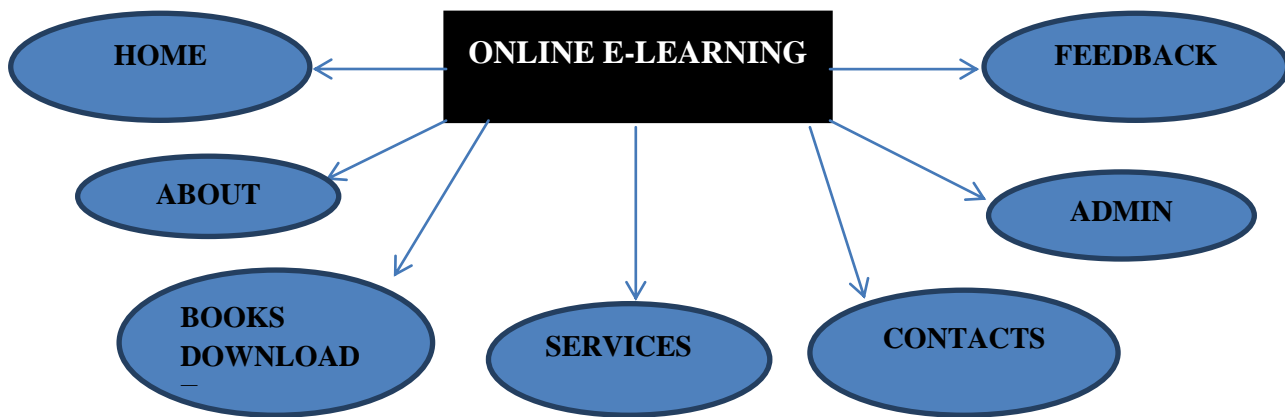 HOME
ONLINE E-LEARNING
FEEDBACK
ABOUT
ADMIN
BOOKS
DOWNLOAD
SERVICES
CONTACTS